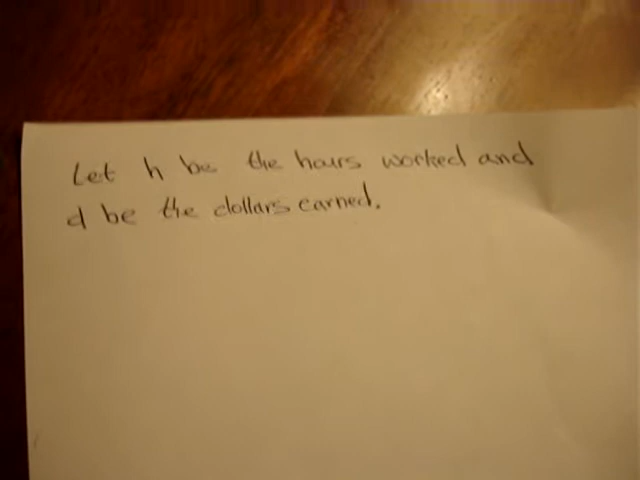 Let h be the hours worked and
d be the dollars earned.